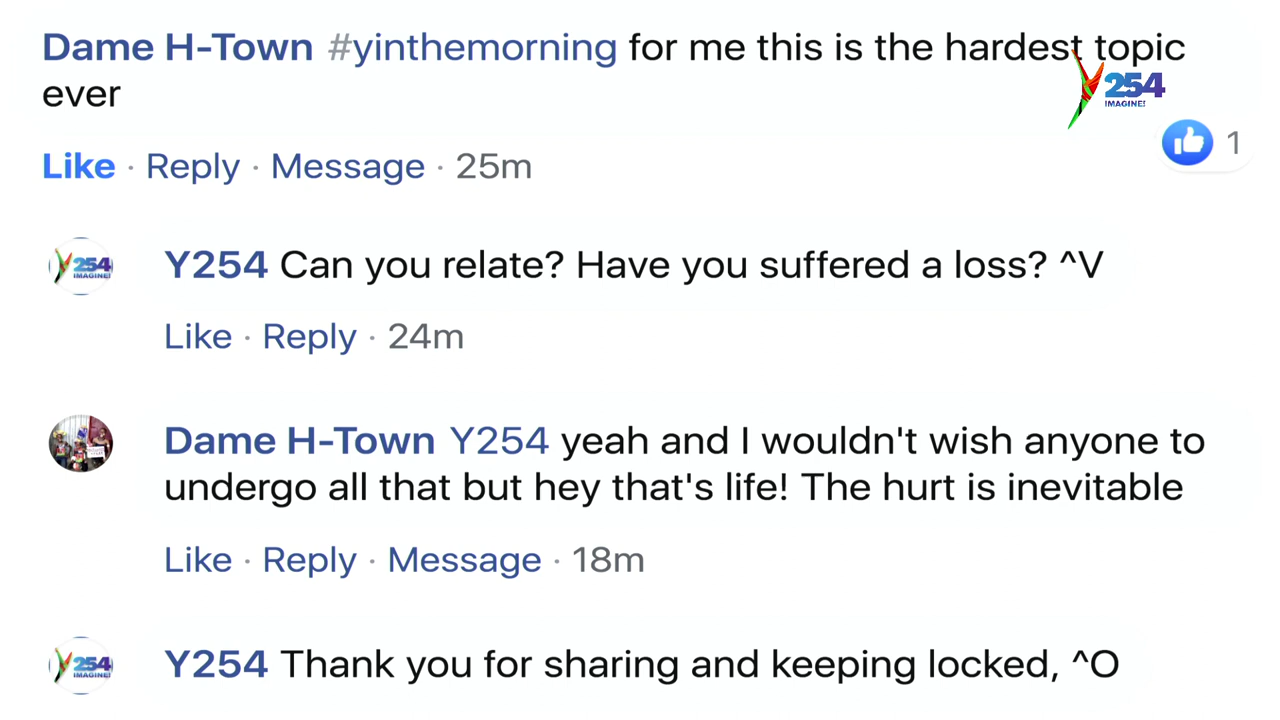 Dame H-Town #yinthemorning for me this is the hardest topic
ever
254
IMAGINE!
Like · Reply · Message · 25m
1
254
IMAGINE!
Y254 Can you relate? Have you suffered a loss? ^V
Like · Reply · 24m
Dame H-Town Y254 yeah and I wouldn't wish anyone to
undergo all that but hey that's life! The hurt is inevitable
Like · Reply · Message · 18m
254
IMAGINE!
Y254 Thank you for sharing and keeping locked, ^O